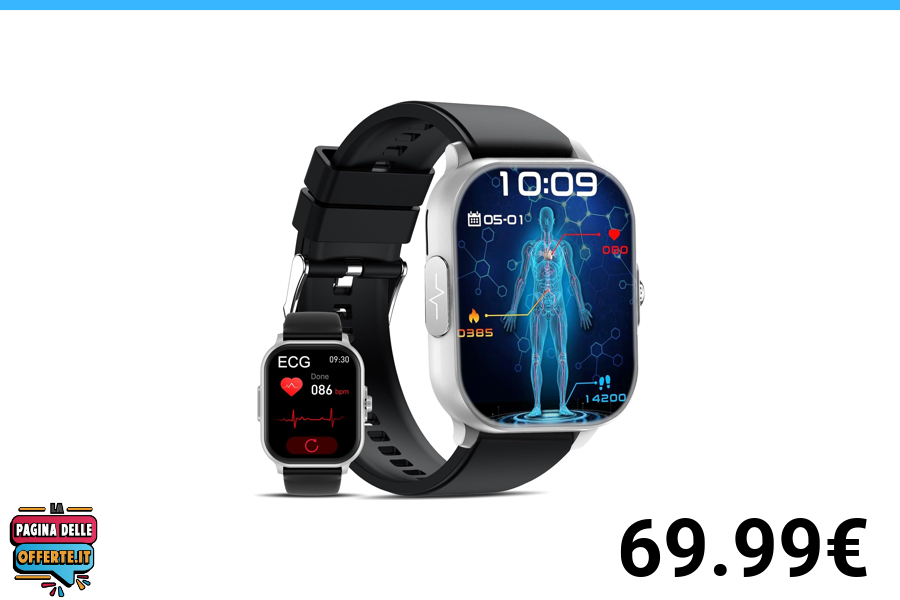 10:09
05-01
080
0385
14200
ECG 09:30
Done
086 bpm
LA
PAGINA DELLE
OFFERTE.IT
69.99€